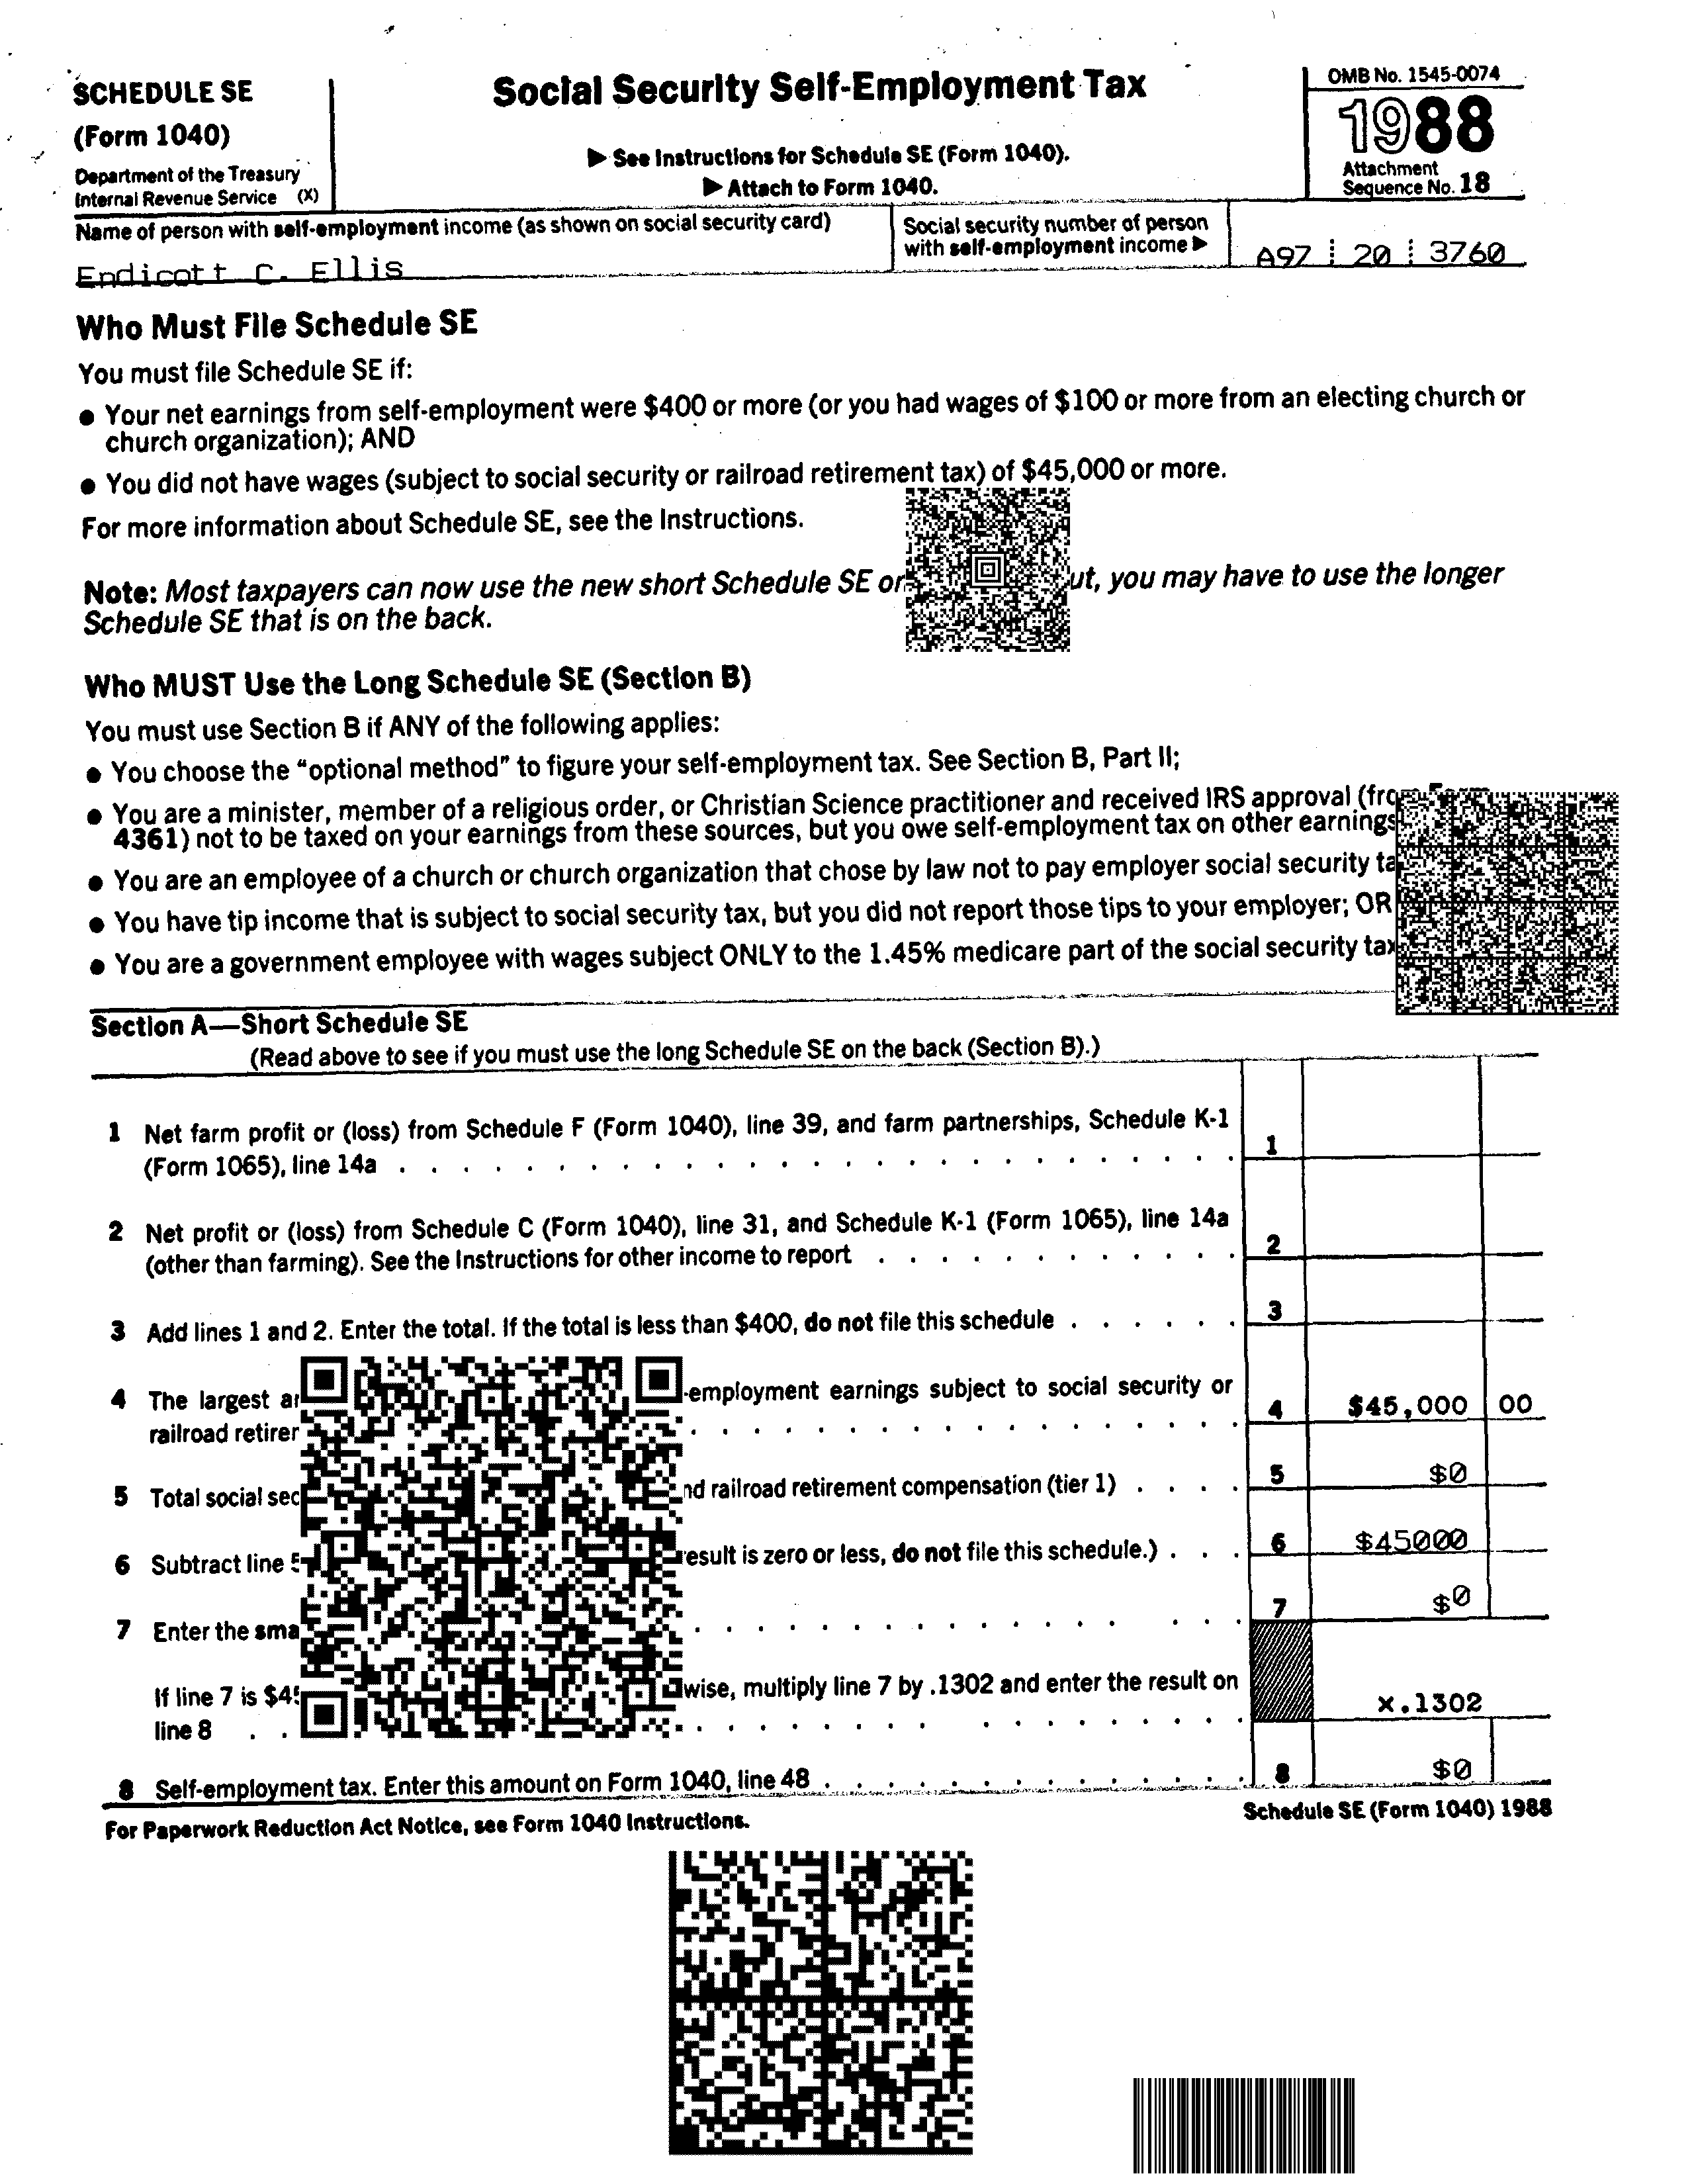 SCHEDULE SE
(Form 1040)
Department of the Treasury
Internal Revenue Service (X)
Social Security Self-Employment Tax
▶ See Instructions for Schedule SE (Form 1040).
▶ Attach to Form 1040.
OMB No. 1545-0074
1988
Attachment
Sequence No. 18
Name of person with self-employment income (as shown on social security card)
Endicott C. Ellis
Social security number of person
with self-employment income ▶
A97 20 3760
Who Must File Schedule SE
You must file Schedule SE if:
● Your net earnings from self-employment were $400 or more (or you had wages of $100 or more from an electing church or
church organization); AND
● You did not have wages (subject to social security or railroad retirement tax) of $45,000 or more.
For more information about Schedule SE, see the Instructions.
Note: Most taxpayers can now use the new short Schedule SE you may have to use the longer
Schedule SE that is on the back.
Who MUST Use the Long Schedule SE (Section B)
You must use Section B if ANY of the following applies:
● You choose the "optional method" to figure your self-employment tax. See Section B, Part II;
● You are a minister, member of a religious order, or Christian Science practitioner and received IRS approval
4361) not to be taxed on your earnings from these sources, but you owe self-employment tax on other earnings
● You are an employee of a church or church organization that chose by law not to pay employer social security
● You have tip income that is subject to social security tax, but you did not report those tips to your employer; OR
● You are a government employee with wages subject ONLY to the 1.45% medicare part of the social security tax
Section A—Short Schedule SE
(Read above to see if you must use the long Schedule SE on the back (Section B).)
1 Net farm profit or (loss) from Schedule F (Form 1040), line 39, and farm partnerships, Schedule K-1
(Form 1065), line 14a . . . . . . . . . . . . . . . . . . . . . . . . . . . 1
2 Net profit or (loss) from Schedule C (Form 1040), line 31, and Schedule K-1 (Form 1065), line 14a
(other than farming). See the Instructions for other income to report . . . . . . . . . . . . 2
3 Add lines 1 and 2. Enter the total. If the total is less than $400, do not file this schedule . . . . . . 3
4 The largest -employment earnings subject to social security or
railroad . . . . . . . . . . . . . . . . . . 4 $45,000 00
5 Total social railroad retirement compensation (tier 1) . . . . 5 $0
6 Subtract line is zero or less, do not file this schedule.) . . . 6 $45000
7 Enter the . . . . . . . . . . . . . . . . . 7 $0
If line 7 is multiply line 7 by .1302 and enter the result on
line 8 . . . . . . . . . . . . . . . . . . x.1302
8 Self-employment tax. Enter this amount on Form 1040, line 48 . . . . . . . . . . . . . . 8 $0
For Paperwork Reduction Act Notice, see Form 1040 Instructions.
Schedule SE (Form 1040) 1988